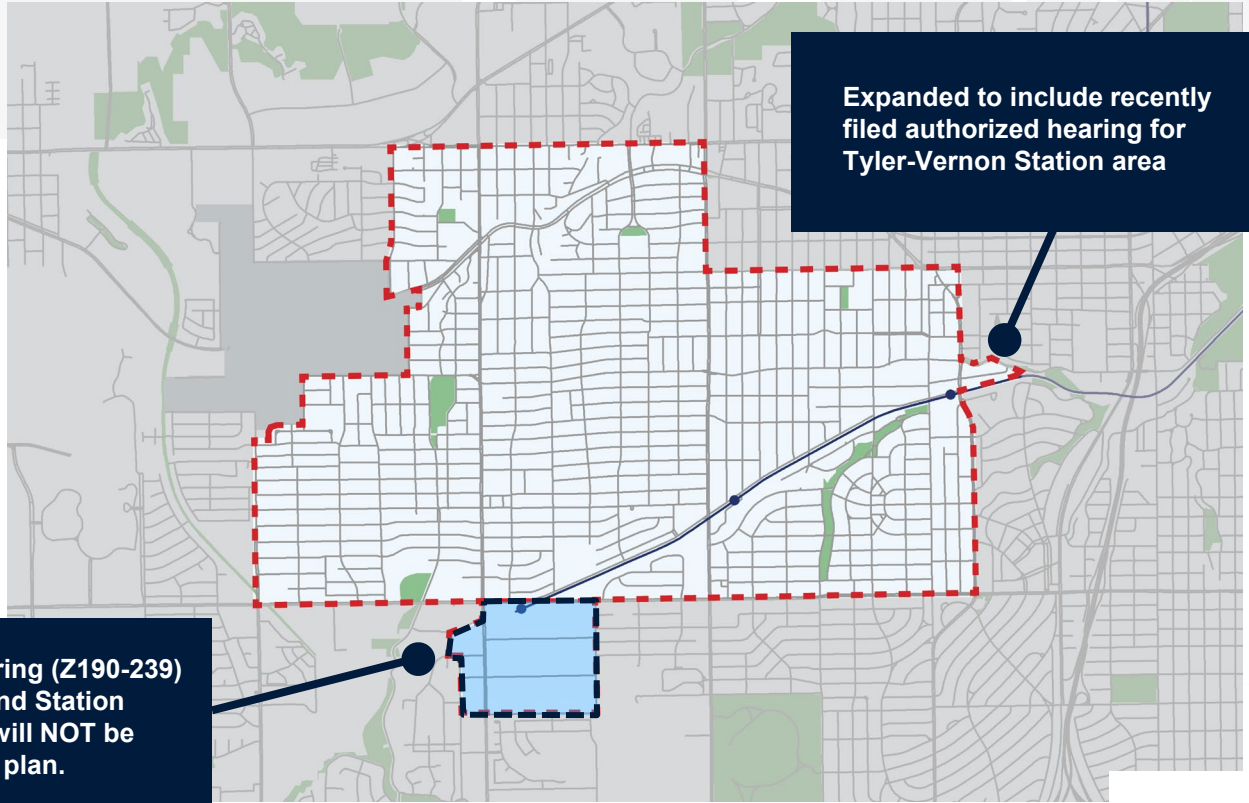 Expanded to include recently
filed authorized hearing for
Tyler-Vernon Station area
ring (Z190-239)
nd Station
will NOT be
plan.